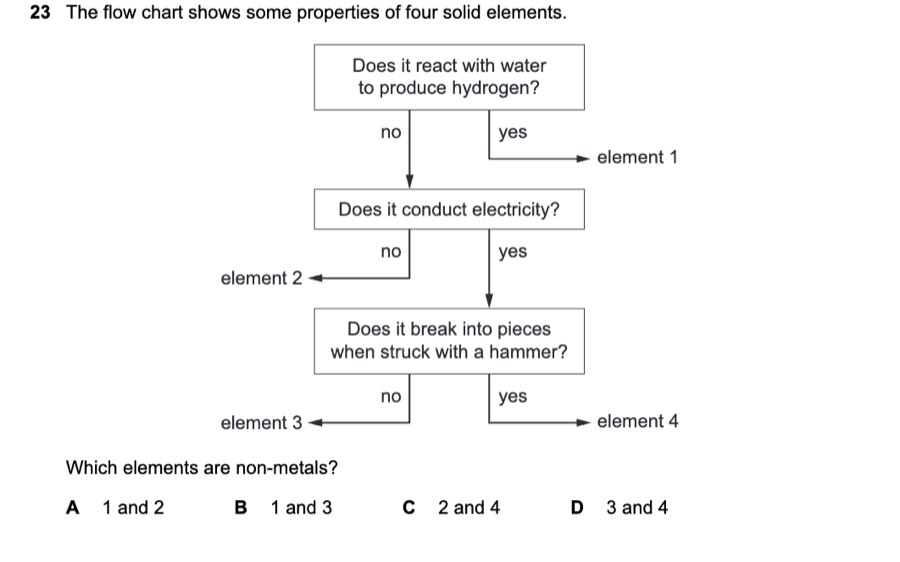 23 The flow chart shows some properties of four solid elements.
Does it react with water
to produce hydrogen?
no yes
element 1
Does it conduct electricity?
no yes
element 2
Does it break into pieces
when struck with a hammer?
no yes
element 3 element 4
Which elements are non-metals?
A 1 and 2 B 1 and 3 C 2 and 4 D 3 and 4